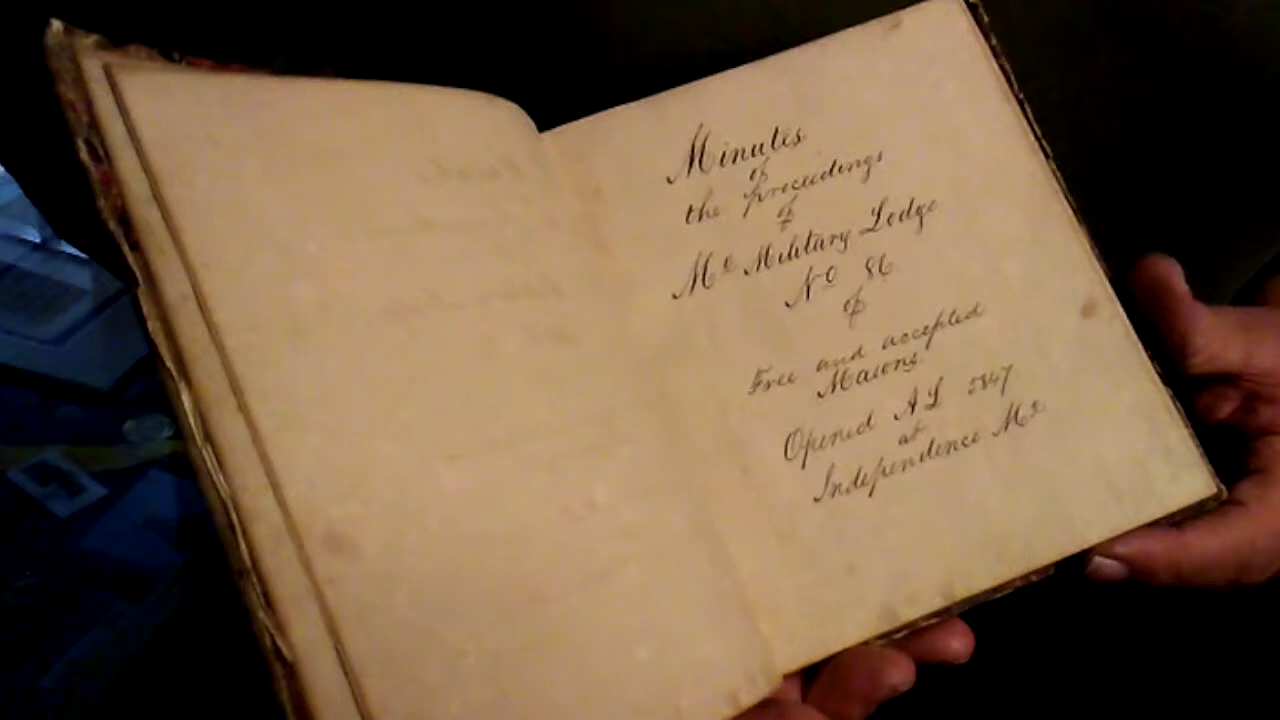 Minutes
of
the proceedings
of
Mo Military Lodge
No 86
of
Free and accepted
Masons
Opened AL 5847
at
Independence Mo